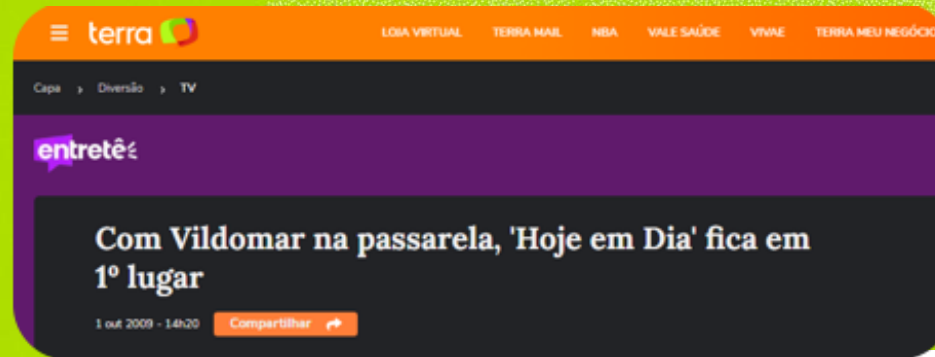 terra
LOJA VIRTUAL TERRA MAIL NBA VALE SAÚDE VIVAE TERRA MEU NEGÓCIO
Capa › Diversão › TV
entretê
Com Vildomar na passarela, 'Hoje em Dia' fica em
1º lugar
1 out 2009 - 14h20 Compartilhar